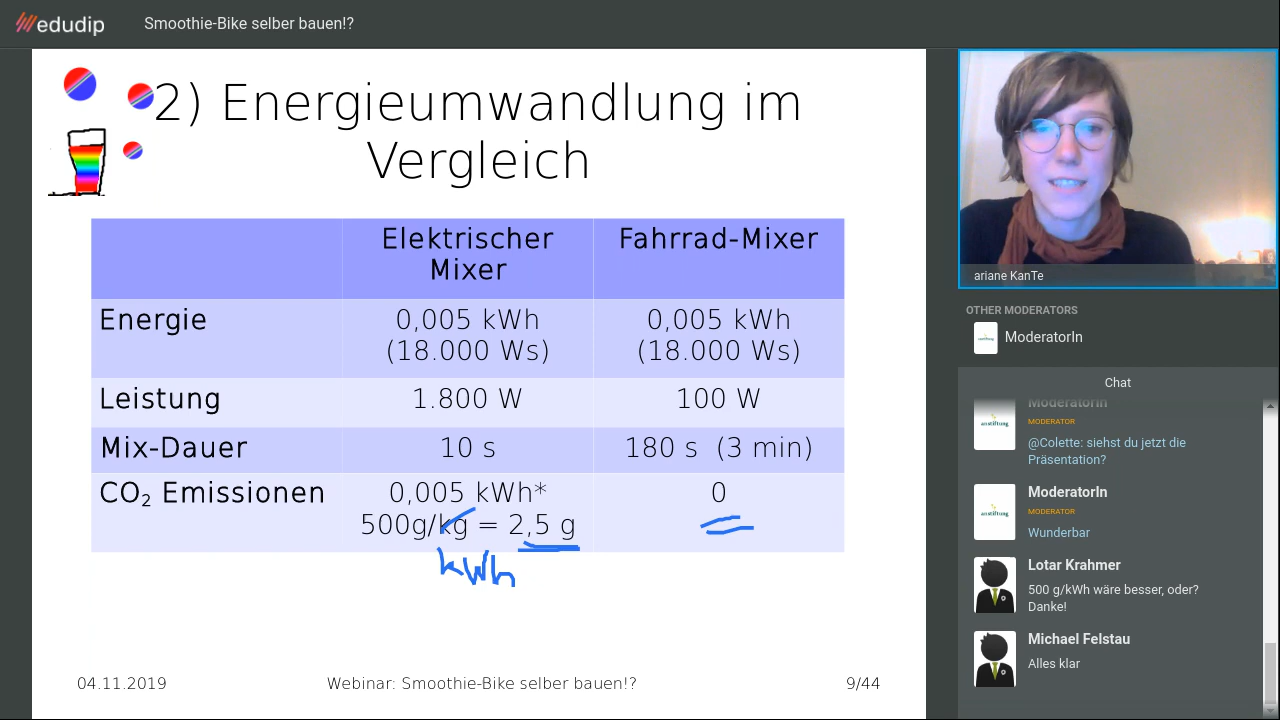 edudip
Smoothie-Bike selber bauen!?
2) Energieumwandlung im
Vergleich
Elektrischer
Mixer
Fahrrad-Mixer
Energie
0,005 kWh
(18.000 Ws)
0,005 kWh
(18.000 Ws)
Leistung
1.800 W
100 W
Mix-Dauer
10 s
180 s (3 min)
CO₂ Emissionen
0,005 kWh*
500g/kg = 2,5 g
0
kWh
04.11.2019
Webinar: Smoothie-Bike selber bauen!?
9/44
ariane KanTe
OTHER MODERATORS
ModeratorIn
Chat
ModeratorIn
MODERATOR
anstiftung
@Colette: siehst du jetzt die
Präsentation?
ModeratorIn
MODERATOR
anstiftung
Wunderbar
Lotar Krahmer
500 g/kWh wäre besser, oder?
Danke!
Michael Felstau
Alles klar